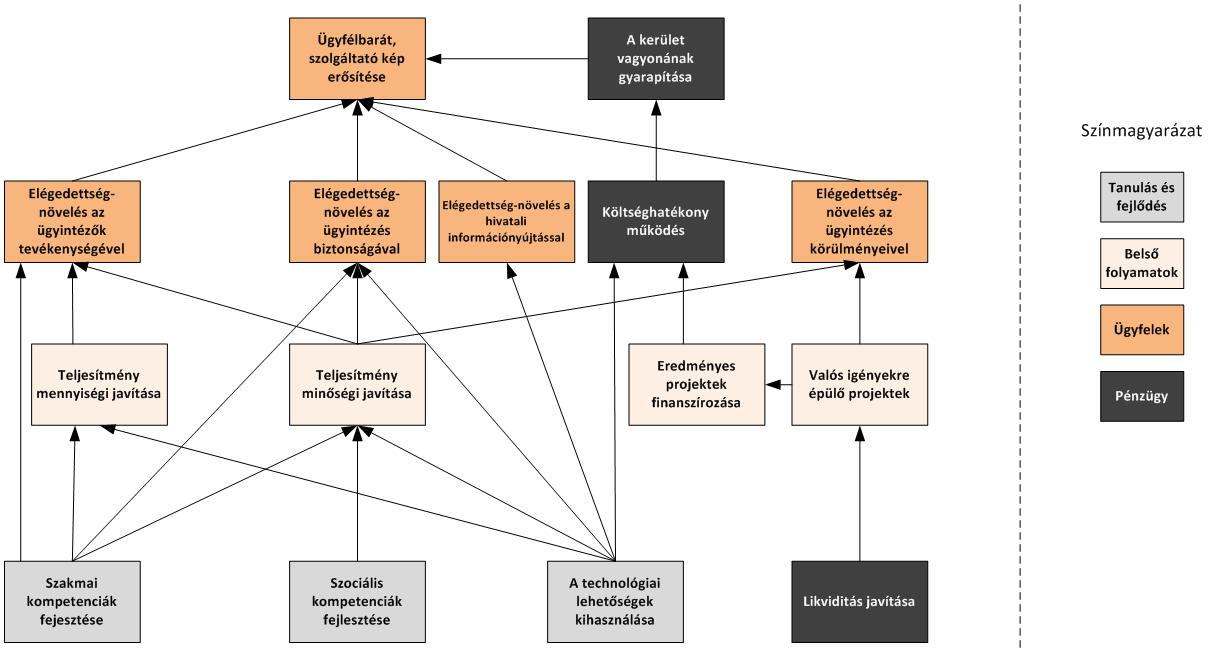 Ügyfélbarát,
szolgáltató kép
erősítése
A kerület
vagyonának
gyarapítása
Elégedettség-
növelés az
ügyintézők
tevékenységével
Elégedettség-
növelés az
ügyintézés
biztonságával
Elégedettség-növelés a
hivatali
információnyújtással
Költséghatékony
működés
Elégedettség-
növelés az
ügyintézés
körülményeivel
Teljesítmény
mennyiségi javítása
Teljesítmény
minőségi javítása
Eredményes
projektek
finanszírozása
Valós igényekre
épülő projektek
Szakmai
kompetenciák
fejesztése
Szociális
kompetenciák
fejlesztése
A technológiai
lehetőségek
kihasználása
Likviditás javítása
Színmagyarázat
Tanulás és
fejlődés
Belső
folyamatok
Ügyfelek
Pénzügy